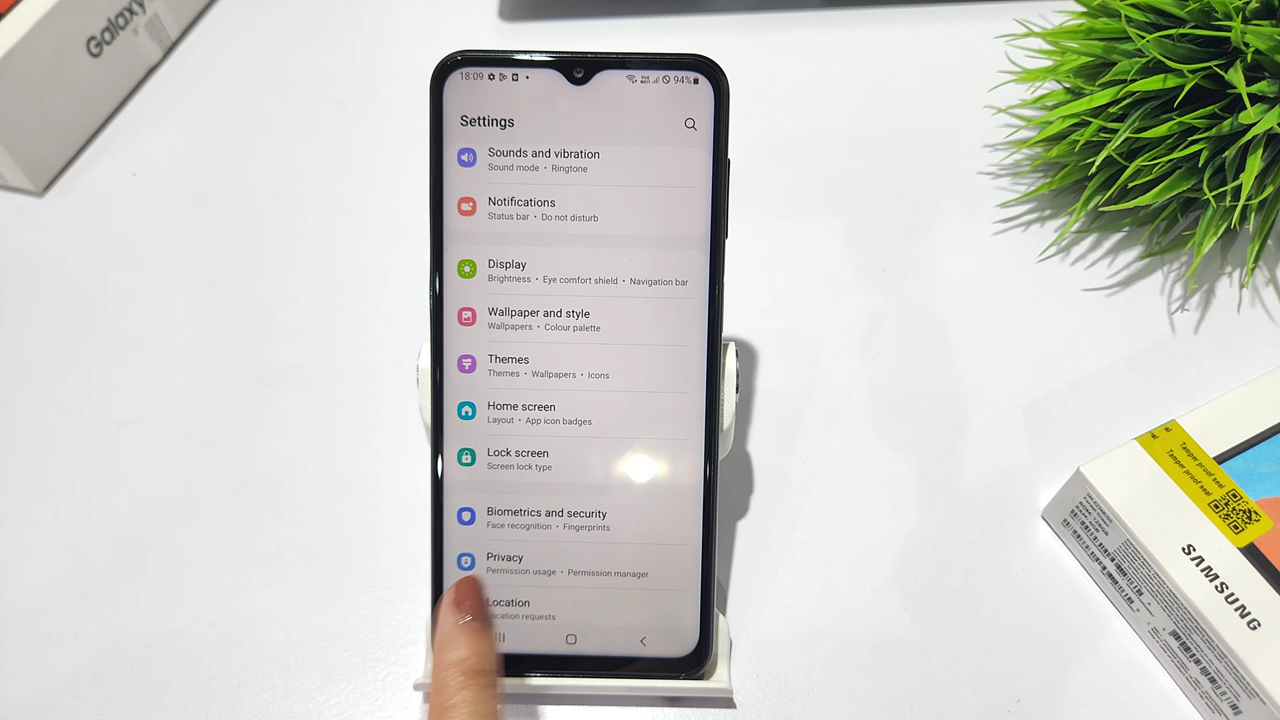 Galaxy
18:09
94%
Settings
Sounds and vibration
Sound mode • Ringtone
Notifications
Status bar • Do not disturb
Display
Brightness • Eye comfort shield • Navigation bar
Wallpaper and style
Wallpapers • Colour palette
Themes
Themes • Wallpapers • Icons
Home screen
Layout • App icon badges
Lock screen
Screen lock type
Biometrics and security
Face recognition • Fingerprints
Privacy
Permission usage • Permission manager
Location
Location requests
Tamper proof seal
Tamper proof seal
SAMSUNG